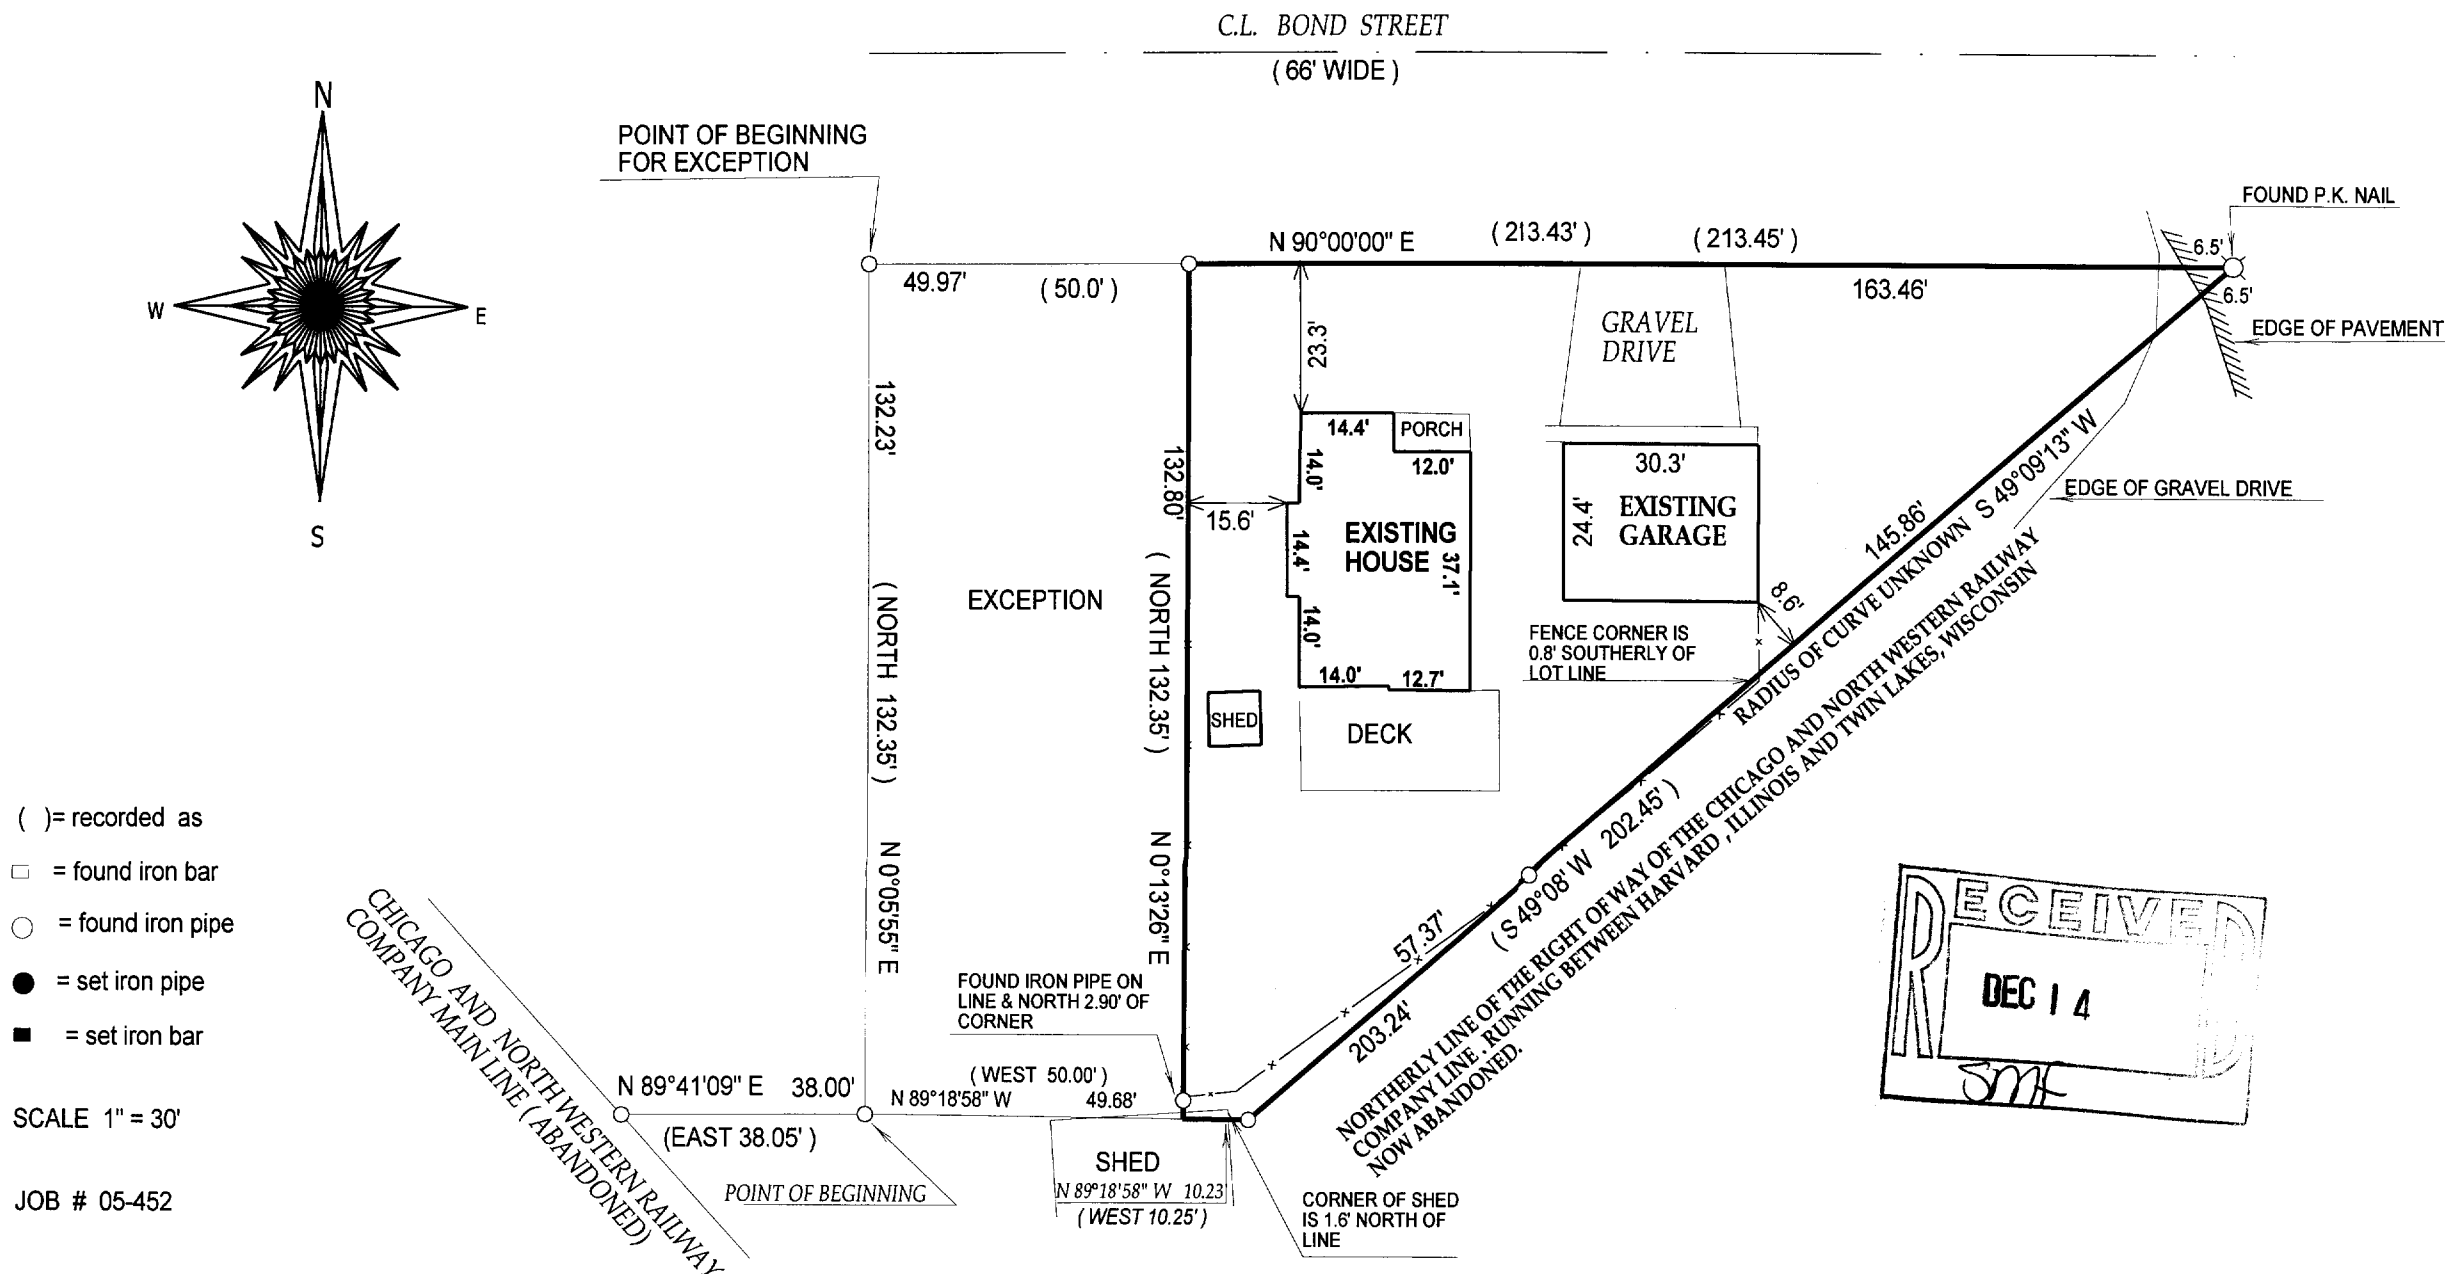 C.L. BOND STREET
( 66' WIDE )
N
W
E
S
POINT OF BEGINNING
FOR EXCEPTION
FOUND P.K. NAIL
N 90°00'00" E
( 213.43' )
( 213.45' )
6.5'
49.97'
( 50.0' )
163.46'
6.5'
EDGE OF PAVEMENT
GRAVEL
DRIVE
23.3'
132.23'
( NORTH 132.35' )
N 0°05'55" E
132.80'
( NORTH 132.35' )
N 0°13'26" E
14.4'
PORCH
14.0'
12.0'
15.6'
EXISTING
HOUSE
14.4'
37.1'
14.0'
14.0'
12.7'
30.3'
24.4'
EXISTING
GARAGE
8.6'
EDGE OF GRAVEL DRIVE
EXCEPTION
FENCE CORNER IS
0.8' SOUTHERLY OF
LOT LINE
SHED
DECK
145.86'
RADIUS OF CURVE UNKNOWN S 49°09'13" W
57.37'
203.24'
( S 49°08' W 202.45' )
NORTHERLY LINE OF THE RIGHT OF WAY OF THE CHICAGO AND NORTH WESTERN RAILWAY
COMPANY LINE , RUNNING BETWEEN HARVARD , ILLINOIS AND TWIN LAKES, WISCONSIN
NOW ABANDONED.
( )= recorded as
= found iron bar
= found iron pipe
= set iron pipe
= set iron bar
SCALE 1" = 30'
JOB # 05-452
CHICAGO AND NORTH WESTERN RAILWAY
COMPANY MAIN LINE ( ABANDONED)
FOUND IRON PIPE ON
LINE & NORTH 2.90' OF
CORNER
N 89°41'09" E 38.00'
(EAST 38.05' )
( WEST 50.00' )
N 89°18'58" W 49.68'
POINT OF BEGINNING
SHED
N 89°18'58" W 10.23'
( WEST 10.25')
CORNER OF SHED
IS 1.6' NORTH OF
LINE
RECEIVED
DEC 14